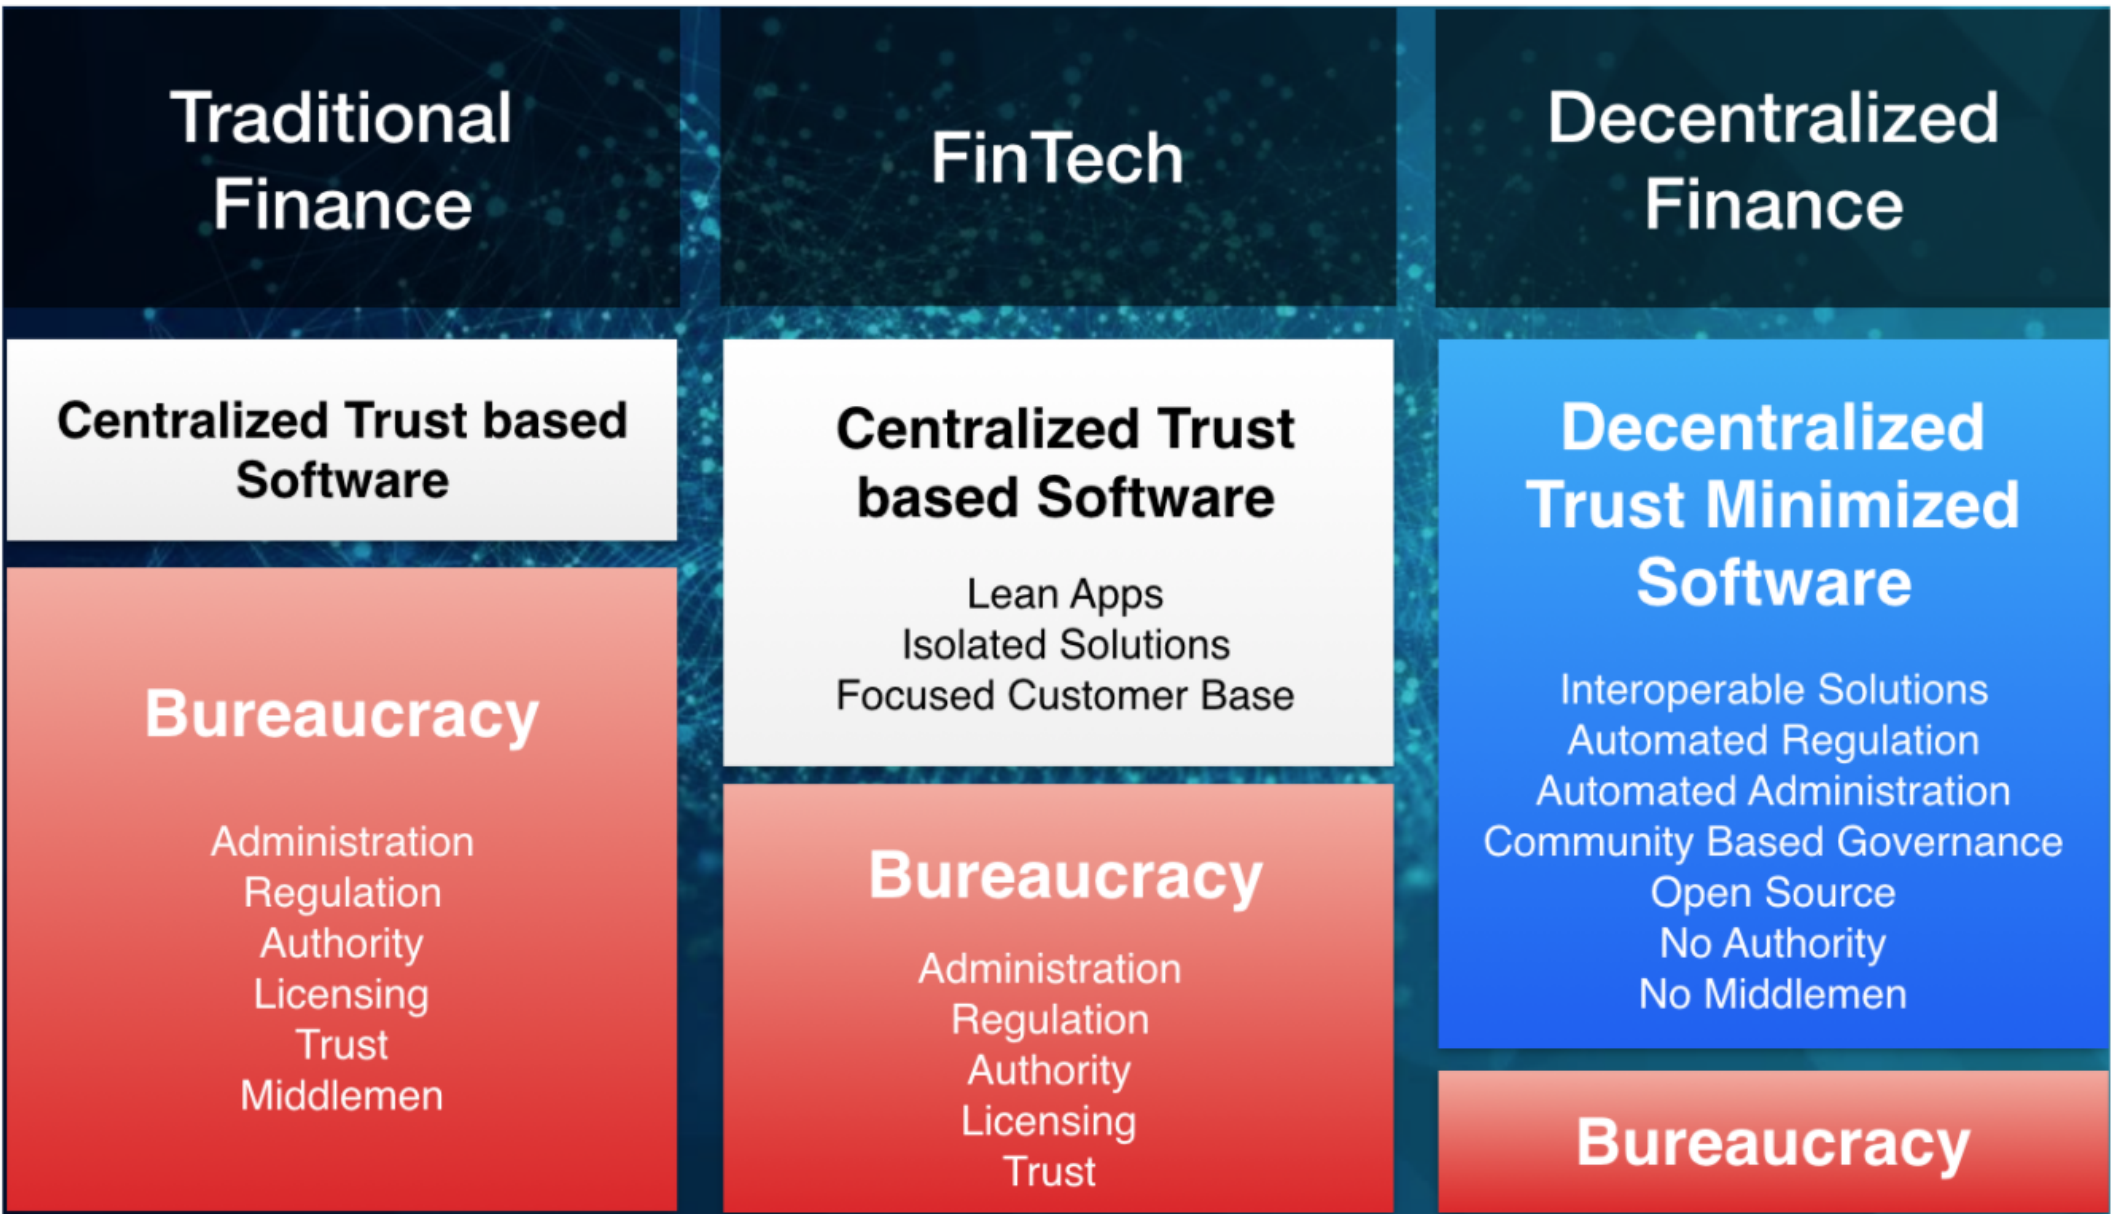 Traditional
Finance
Centralized Trust based
Software
Bureaucracy
Administration
Regulation
Authority
Licensing
Trust
Middlemen
FinTech
Centralized Trust
based Software
Lean Apps
Isolated Solutions
Focused Customer Base
Bureaucracy
Administration
Regulation
Authority
Licensing
Trust
Decentralized
Finance
Decentralized
Trust Minimized
Software
Interoperable Solutions
Automated Regulation
Automated Administration
Community Based Governance
Open Source
No Authority
No Middlemen
Bureaucracy